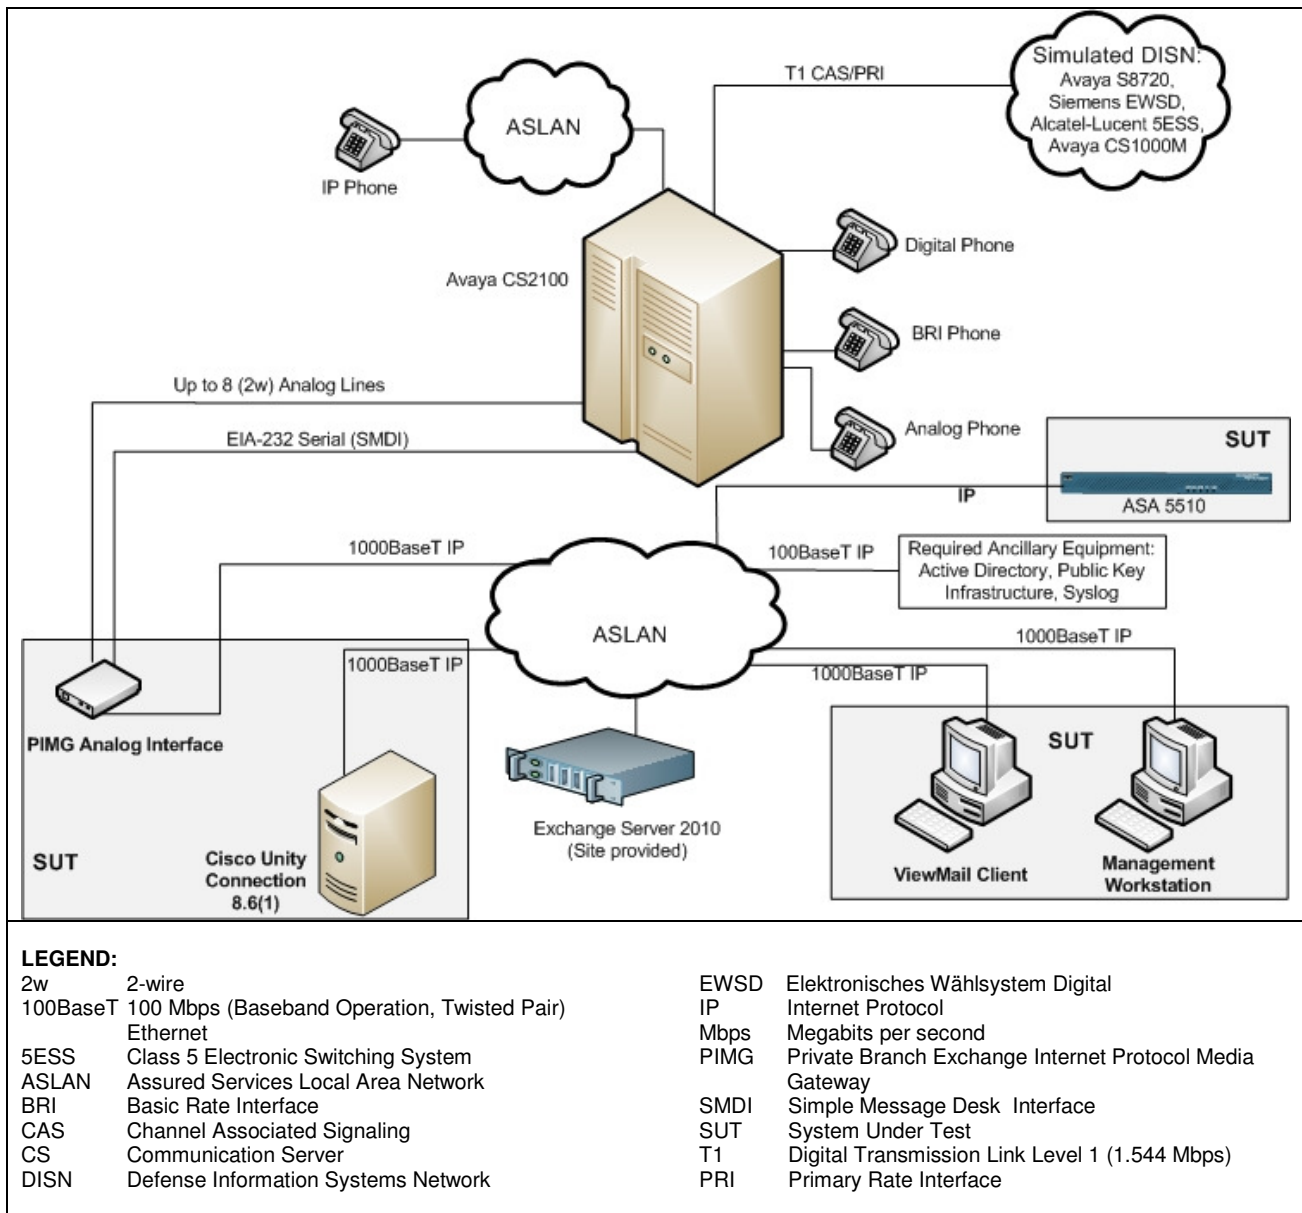 Simulated DISN:
Avaya S8720,
Siemens EWSD,
Alcatel-Lucent 5ESS,
Avaya CS1000M
T1 CAS/PRI
ASLAN
IP Phone
Digital Phone
Avaya CS2100
BRI Phone
Up to 8 (2w) Analog Lines
Analog Phone
EIA-232 Serial (SMDI)
SUT
IP
ASA 5510
1000BaseT IP
100BaseT IP
Required Ancillary Equipment:
Active Directory, Public Key
Infrastructure, Syslog
ASLAN
1000BaseT IP
1000BaseT IP
1000BaseT IP
PIMG Analog Interface
SUT
Exchange Server 2010
(Site provided)
SUT
Cisco Unity
Connection
8.6(1)
ViewMail Client
Management
Workstation
LEGEND:
2w 2-wire
100BaseT 100 Mbps (Baseband Operation, Twisted Pair)
Ethernet
5ESS Class 5 Electronic Switching System
ASLAN Assured Services Local Area Network
BRI Basic Rate Interface
CAS Channel Associated Signaling
CS Communication Server
DISN Defense Information Systems Network
EWSD Elektronisches Wählsystem Digital
IP Internet Protocol
Mbps Megabits per second
PIMG Private Branch Exchange Internet Protocol Media
Gateway
SMDI Simple Message Desk Interface
SUT System Under Test
T1 Digital Transmission Link Level 1 (1.544 Mbps)
PRI Primary Rate Interface